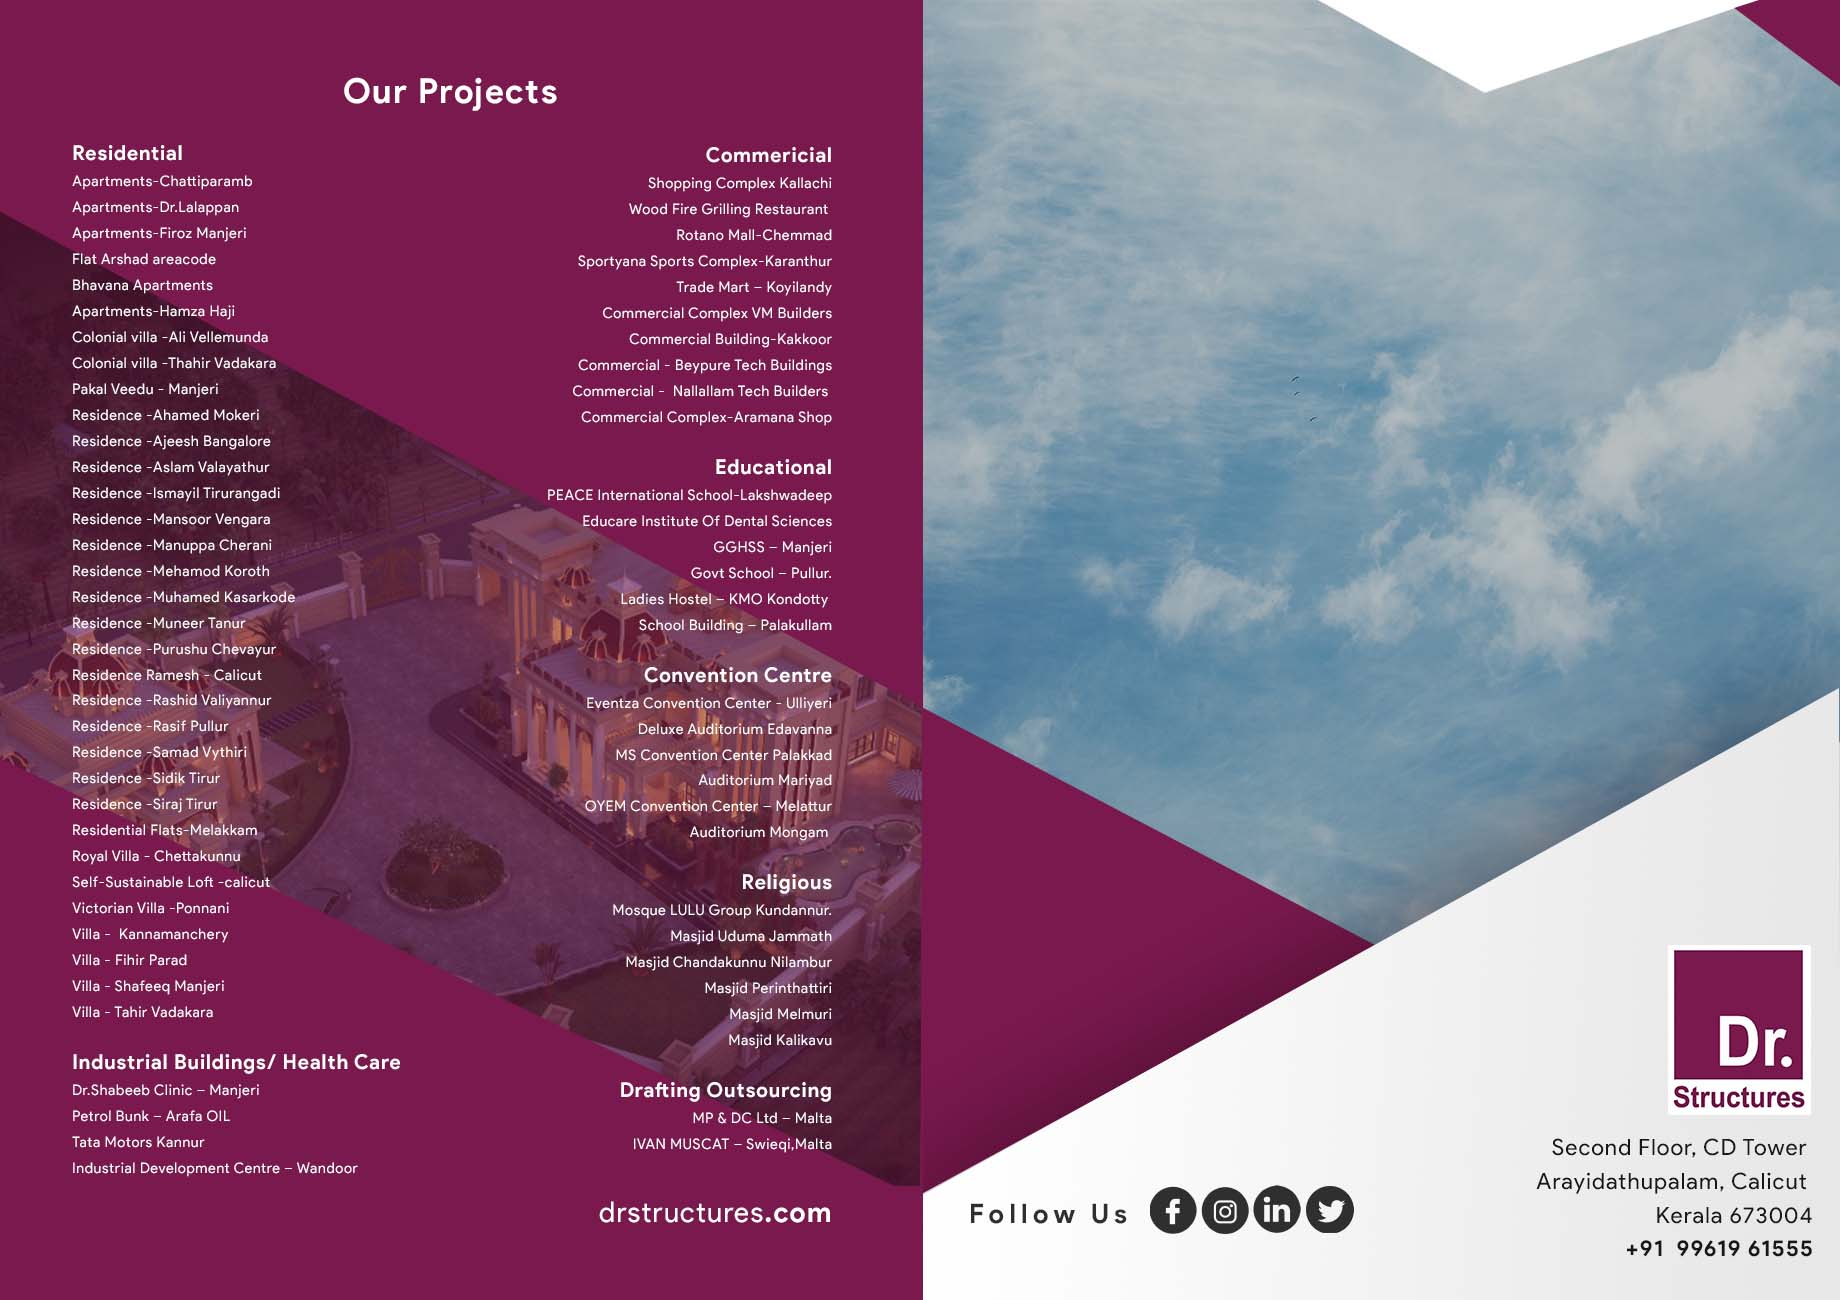 Our Projects
Residential
Apartments-Chattiparamb
Apartments-Dr.Lalappan
Apartments-Firoz Manjeri
Flat Arshad areacode
Bhavana Apartments
Apartments-Hamza Haji
Colonial villa -Ali Vellemunda
Colonial villa -Thahir Vadakara
Pakal Veedu - Manjeri
Residence -Ahamed Mokeri
Residence -Ajeesh Bangalore
Residence -Aslam Valayathur
Residence -Ismayil Tirurangadi
Residence -Mansoor Vengara
Residence -Manuppa Cherani
Residence -Mehamod Koroth
Residence -Muhamed Kasarkode
Residence -Muneer Tanur
Residence -Purushu Chevayur
Residence Ramesh - Calicut
Residence -Rashid Valiyannur
Residence -Rasif Pullur
Residence -Samad Vythiri
Residence -Sidik Tirur
Residence -Siraj Tirur
Residential Flats-Melakkam
Royal Villa - Chettakunnu
Self-Sustainable Loft -calicut
Victorian Villa -Ponnani
Villa - Kannamanchery
Villa - Fihir Parad
Villa - Shafeeq Manjeri
Villa - Tahir Vadakara
Industrial Buildings/ Health Care
Dr.Shabeeb Clinic – Manjeri
Petrol Bunk – Arafa OIL
Tata Motors Kannur
Industrial Development Centre – Wandoor
Commericial
Shopping Complex Kallachi
Wood Fire Grilling Restaurant
Rotano Mall-Chemmad
Sportyana Sports Complex-Karanthur
Trade Mart – Koyilandy
Commercial Complex VM Builders
Commercial Building-Kakkoor
Commercial - Beypure Tech Buildings
Commercial - Nallallam Tech Builders
Commercial Complex-Aramana Shop
Educational
PEACE International School-Lakshwadeep
Educare Institute Of Dental Sciences
GGHSS – Manjeri
Govt School – Pullur.
Ladies Hostel – KMO Kondotty
School Building – Palakullam
Convention Centre
Eventza Convention Center - Ulliyeri
Deluxe Auditorium Edavanna
MS Convention Center Palakkad
Auditorium Mariyad
OYEM Convention Center – Melattur
Auditorium Mongam
Religious
Mosque LULU Group Kundannur.
Masjid Uduma Jammath
Masjid Chandakunnu Nilambur
Masjid Perinthattiri
Masjid Melmuri
Masjid Kalikavu
Drafting Outsourcing
MP & DC Ltd – Malta
IVAN MUSCAT – Swieqi,Malta
drstructures.com
Follow Us
Dr.
Structures
Second Floor, CD Tower
Arayidathupalam, Calicut
Kerala 673004
+91 99619 61555